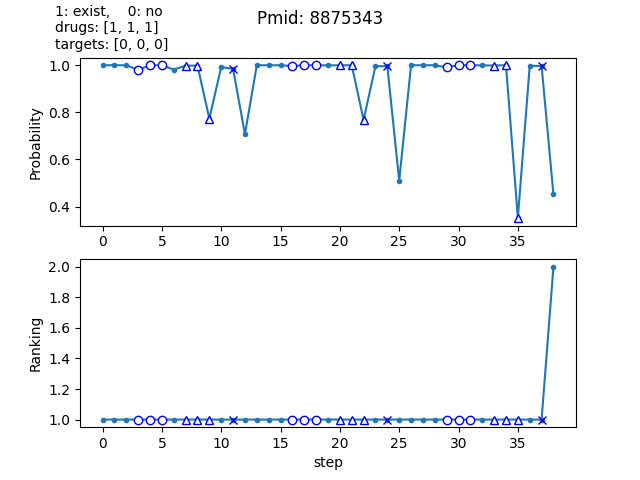 1: exist,    0: no
drugs: [1, 1, 1]
targets: [0, 0, 0]
Pmid: 8875343
1.0
0.8
0.6
0.4
Probability
0 5 10 15 20 25 30 35
2.0
1.8
1.6
1.4
1.2
1.0
Ranking
0 5 10 15 20 25 30 35
step